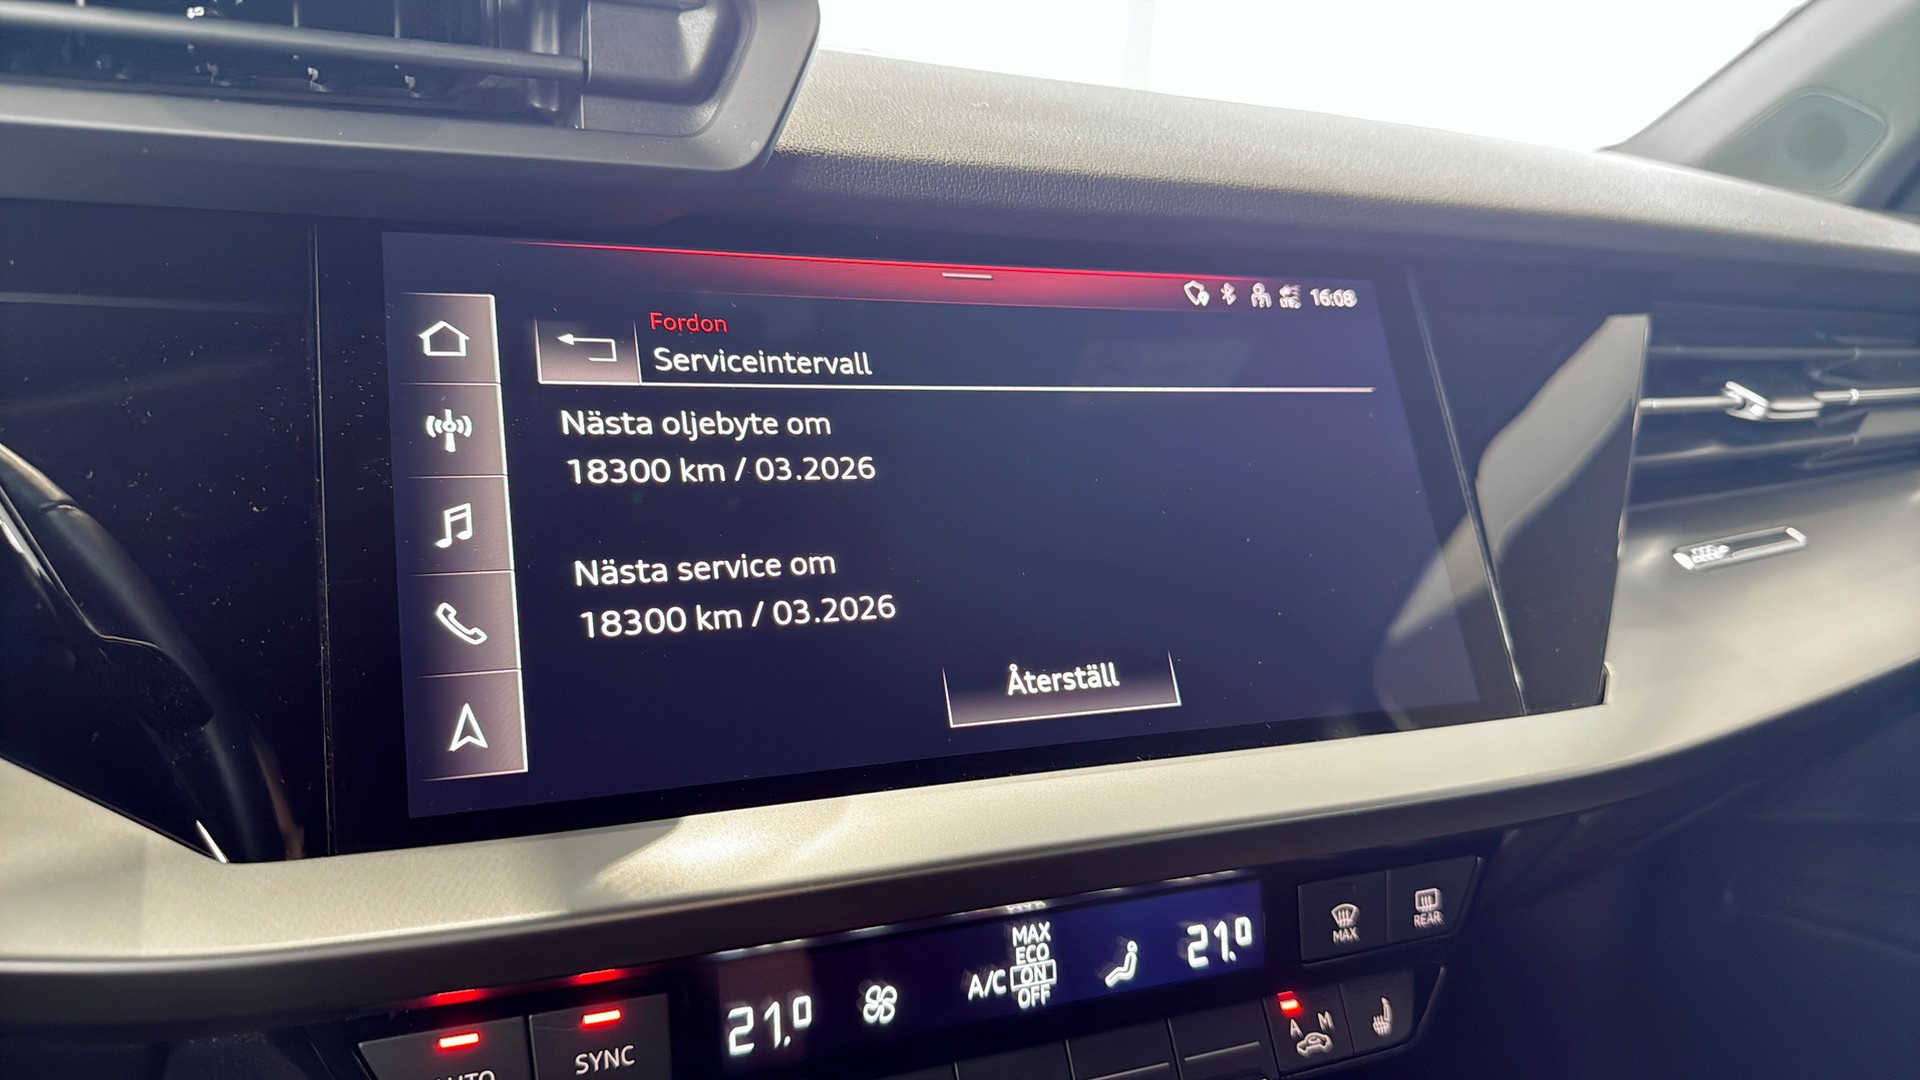 16:08
Fordon
Serviceintervall
Nästa oljebyte om
18300 km / 03.2026
Nästa service om
18300 km / 03.2026
Återställ
MAX
ECO
A/C ON
OFF
21.0
21.0
MAX
REAR
SYNC
A M